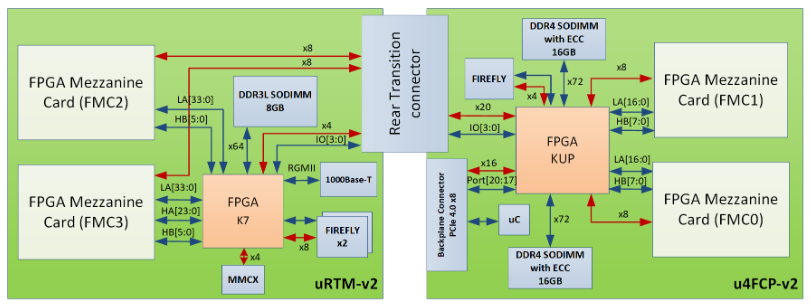 x8
x8
FPGA Mezzanine
Card (FMC2)
LA[33:0]
HB[5:0]
DDR3L SODIMM
8GB
x64
x4
IO[3:0]
RGMII
1000Base-T
FPGA Mezzanine
Card (FMC3)
LA[33:0]
HA[23:0]
HB[5:0]
FPGA
K7
FIREFLY
x2
x8
x4
MMCX
uRTM-v2
Rear Transition
connector
DDR4 SODIMM
with ECC
16GB
FIREFLY
x4
x72
x8
FPGA Mezzanine
Card (FMC1)
LA[16:0]
HB[7:0]
x20
IO[3:0]
FPGA
KUP
x16
Port[20:17]
Backplane Connector
PCIe 4.0 x8
uC
LA[16:0]
HB[7:0]
x8
FPGA Mezzanine
Card (FMC0)
x72
DDR4 SODIMM
with ECC
16GB
u4FCP-v2